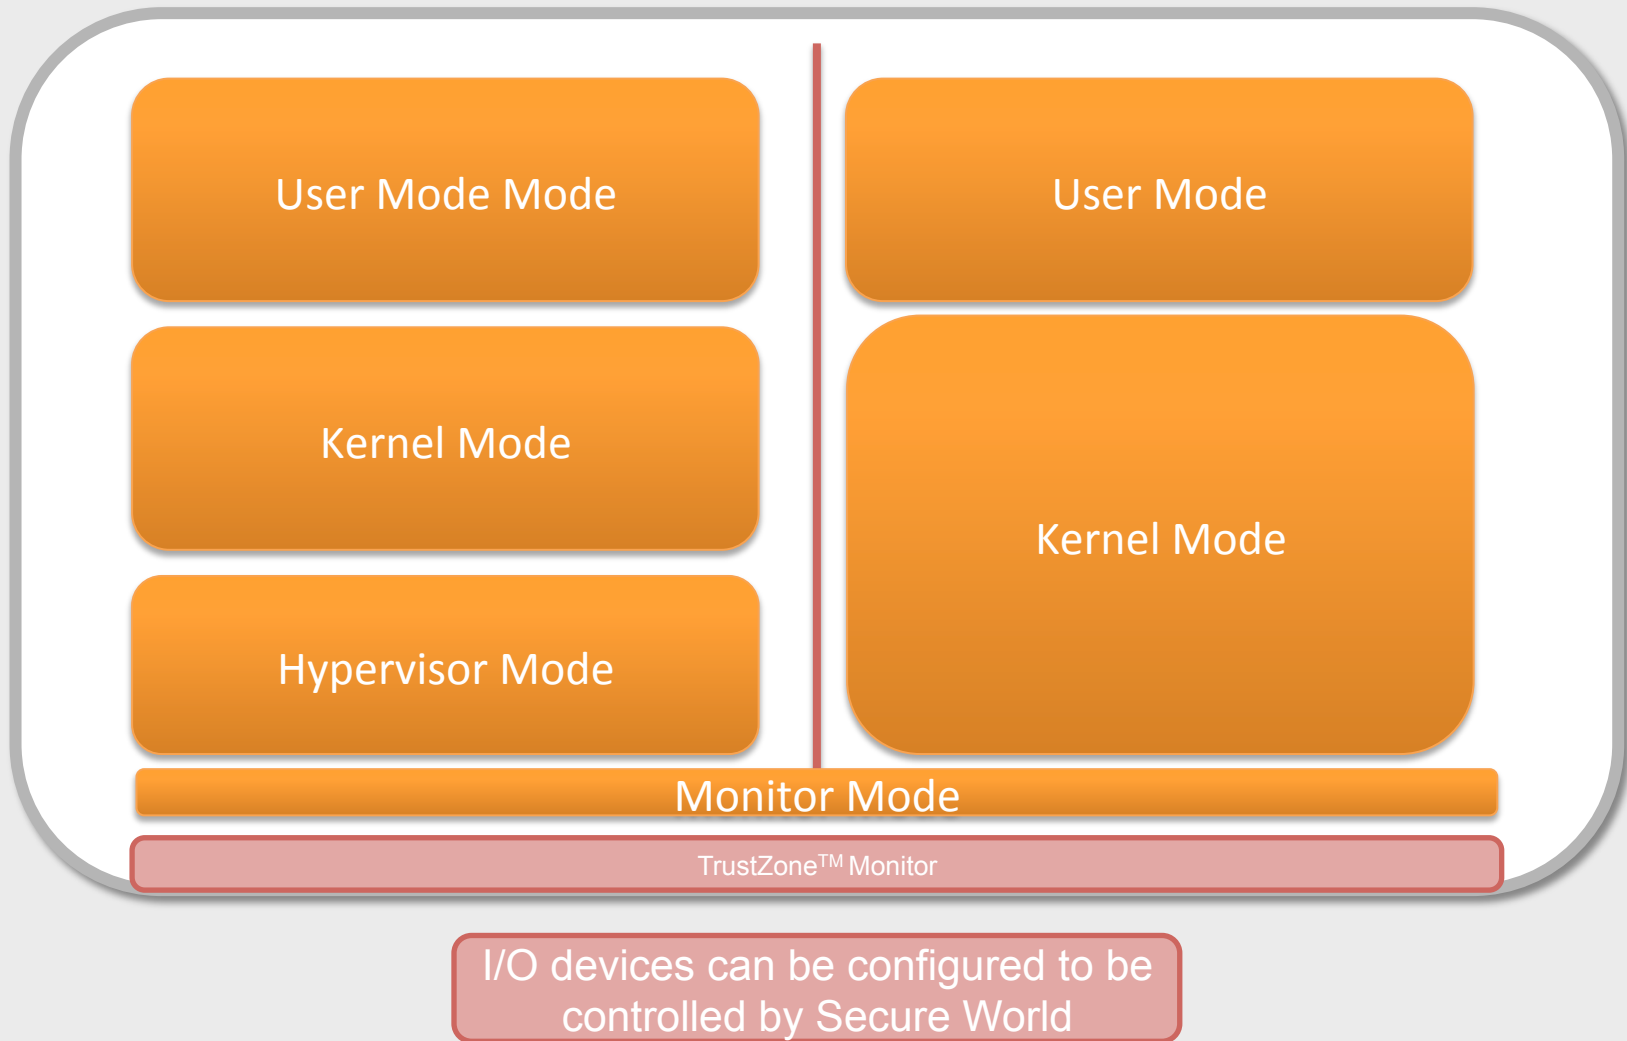 User Mode Mode
User Mode
Kernel Mode
Kernel Mode
Hypervisor Mode
Monitor Mode
TrustZone™ Monitor
I/O devices can be configured to be
controlled by Secure World